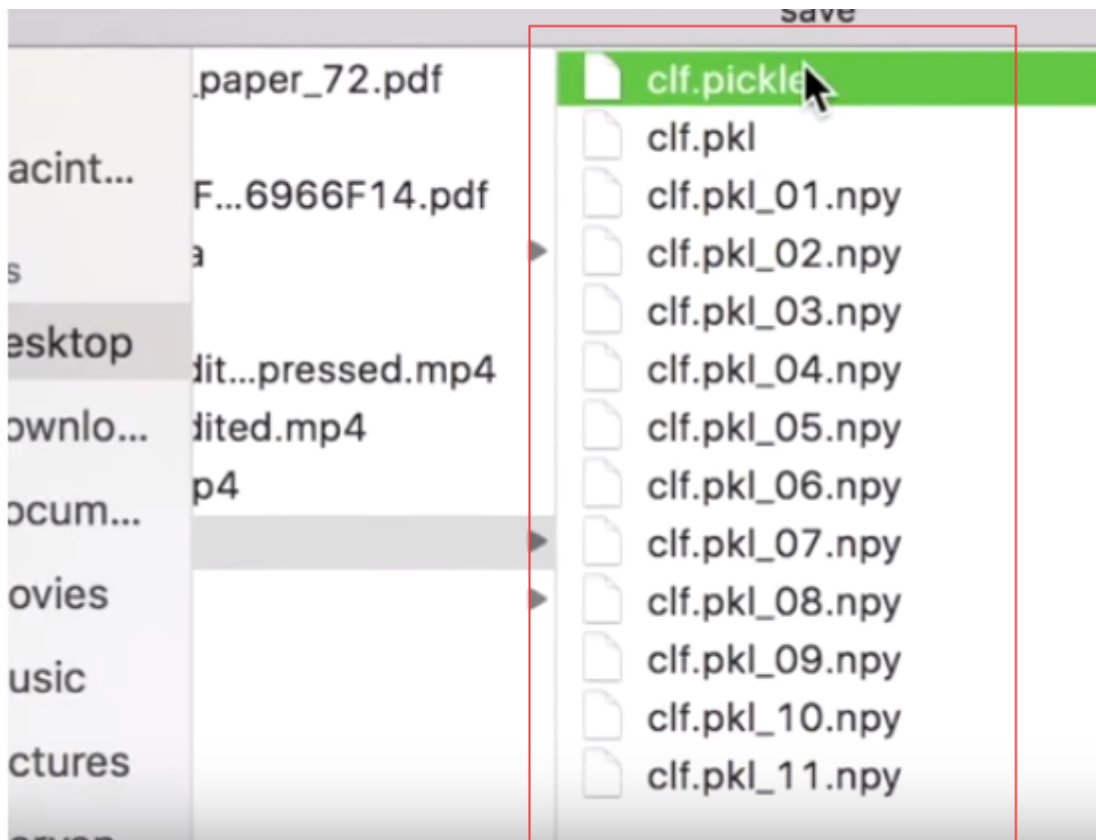 save
acint...
s
esktop
ownlo...
ocum...
ovies
usic
ctures
_paper_72.pdf
F...6966F14.pdf
a
dit...pressed.mp4
dited.mp4
p4
clf.pickle
clf.pkl
clf.pkl_01.npy
clf.pkl_02.npy
clf.pkl_03.npy
clf.pkl_04.npy
clf.pkl_05.npy
clf.pkl_06.npy
clf.pkl_07.npy
clf.pkl_08.npy
clf.pkl_09.npy
clf.pkl_10.npy
clf.pkl_11.npy